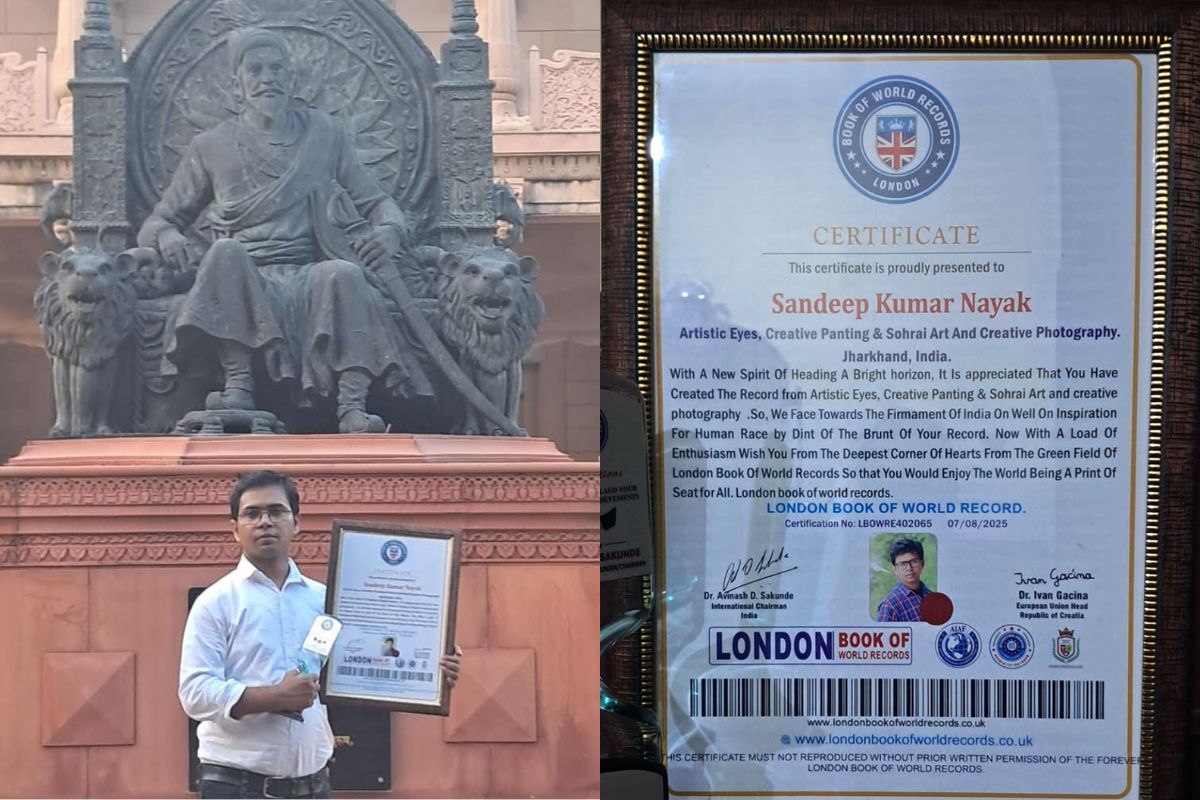 CERTIFICATE
Sandeep Kumar Nayak
LONDON
BOOK OF WORLD RECORDS
LONDON
CERTIFICATE
This certificate is proudly presented to
Sandeep Kumar Nayak
Artistic Eyes, Creative Panting & Sohrai Art And Creative Photography.
Jharkhand, India.
With A New Spirit Of Heading A Bright horizon, It Is appreciated That You Have
Created The Record from Artistic Eyes, Creative Panting & Sohrai Art and creative
photography .So, We Face Towards The Firmament Of India On Well On Inspiration
For Human Race by Dint Of The Brunt Of Your Record. Now With A Load Of
Enthusiasm Wish You From The Deepest Corner Of Hearts From The Green Field Of
London Book Of World Records So that You Would Enjoy The World Being A Print Of
Seat for All. London book of world records.
LONDON BOOK OF WORLD RECORD.
Certification No: LBOWRE402065 07/08/2025
Dr. Avinash D. Sakunde
International Chairman
India
Ivan Gacima
Dr. Ivan Gacina
European Union Head
Republic of Croatia
LONDON BOOK OF
WORLD RECORDS
AIAF
www.londonbookofworldrecords.co.uk
www.londonbookofworldrecords.co.uk
THIS CERTIFICATE MUST NOT REPRODUCED WITHOUT PRIOR WRITTEN PERMISSION OF THE FOREVER
LONDON BOOK OF WORLD RECORDS.
SAKUNDE